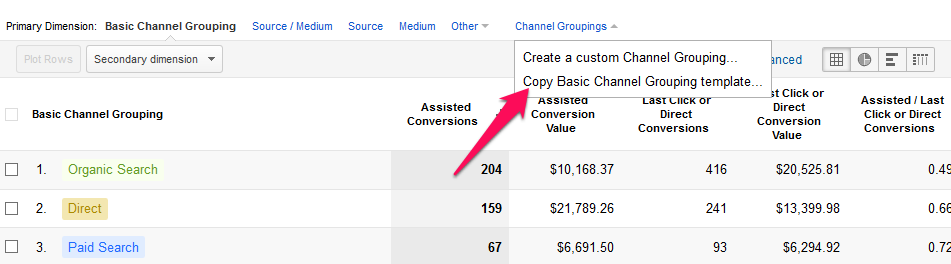 Primary Dimension: Basic Channel Grouping Source / Medium Source Medium Other Channel Groupings
Plot Rows Secondary dimension
Create a custom Channel Grouping...
Copy Basic Channel Grouping template...
Basic Channel Grouping
Assisted
Conversions
Assisted
Conversion
Value
Last Click or
Direct
Conversions
Click or
Direct
Conversion
Value
Assisted / Last
Click or Direct
Conversions
1. Organic Search 204 $10,168.37 416 $20,525.81 0.49
2. Direct 159 $21,789.26 241 $13,399.98 0.66
3. Paid Search 67 $6,691.50 93 $6,294.92 0.72